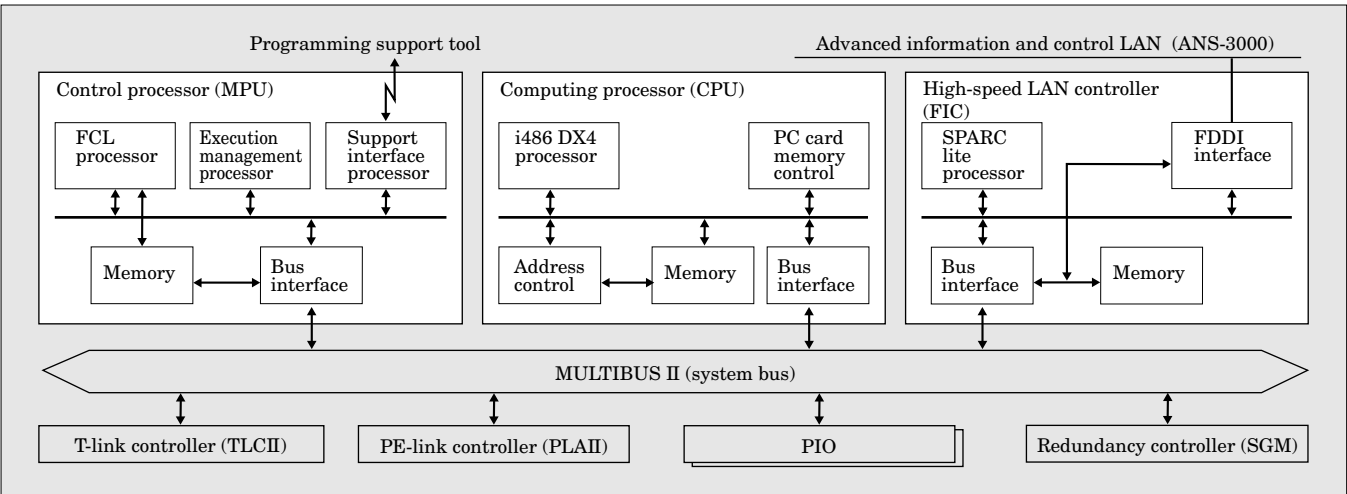 Programming support tool
Advanced information and control LAN (ANS-3000)
Control processor (MPU)
FCL
processor
Execution
management
processor
Support
interface
processor
Memory
Bus
interface
Computing processor (CPU)
i486 DX4
processor
PC card
memory
control
Address
control
Memory
Bus
interface
High-speed LAN controller
(FIC)
SPARC
lite
processor
FDDI
interface
Bus
interface
Memory
MULTIBUS II (system bus)
T-link controller (TLCII)
PE-link controller (PLAII)
PIO
Redundancy controller (SGM)